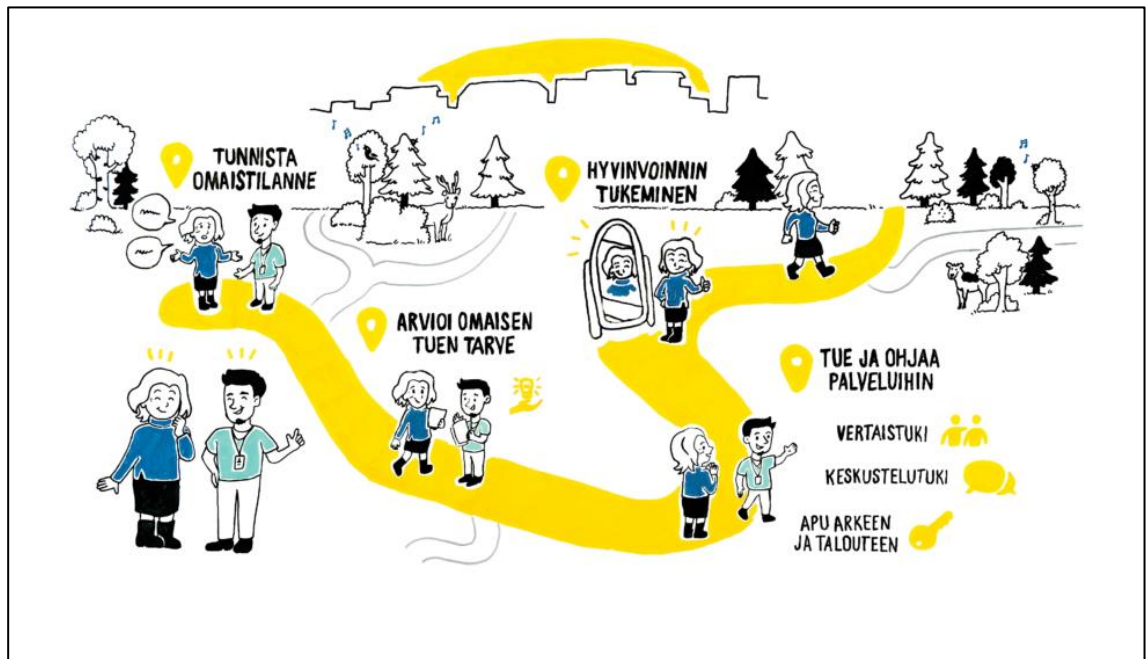 TUNNISTA
OMAISTILANNE
ARVIOI OMAISEN
TUEN TARVE
HYVINVOINNIN
TUKEMINEN
TUE JA OHJAA
PALVELUIHIN
VERTAISTUKI
KESKUSTELUTUKI
APU ARKEEN
JA TALOUTEEN